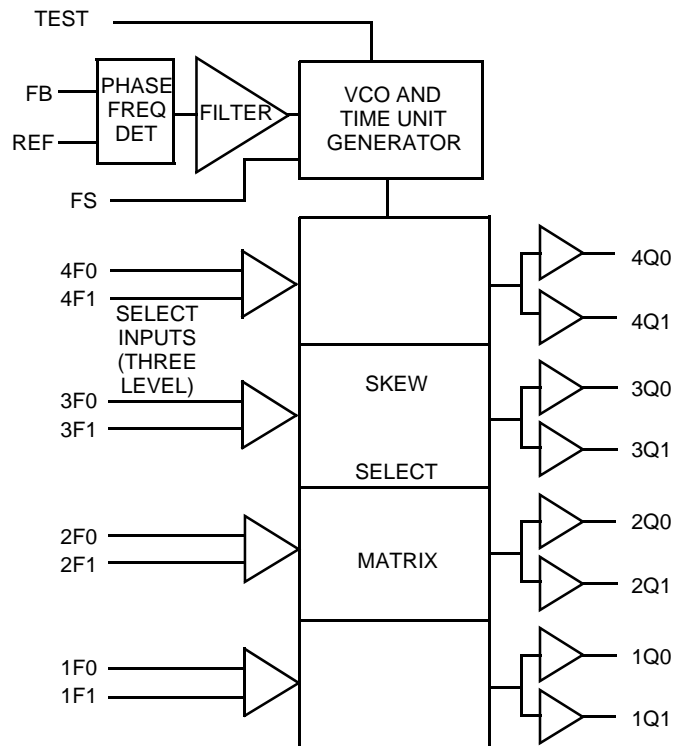 TEST
FB
REF
PHASE
FREQ
DET
FILTER
VCO AND
TIME UNIT
GENERATOR
FS
4F0
4F1
SELECT
INPUTS
(THREE
LEVEL)
3F0
3F1
2F0
2F1
1F0
1F1
SKEW
SELECT
MATRIX
4Q0
4Q1
3Q0
3Q1
2Q0
2Q1
1Q0
1Q1